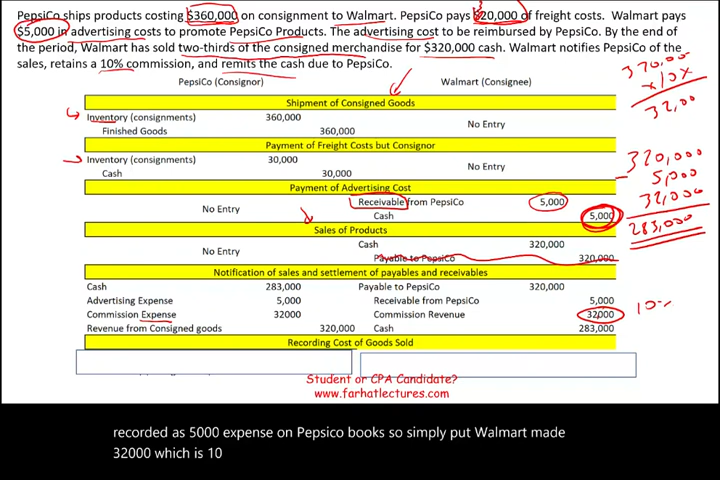 PepsiCo ships products costing $360,000 on consignment to Walmart. PepsiCo pays $20,000 of freight costs. Walmart pays
$5,000 in advertising costs to promote PepsiCo Products. The advertising cost to be reimbursed by PepsiCo. By the end of
the period, Walmart has sold two-thirds of the consigned merchandise for $320,000 cash. Walmart notifies PepsiCo of the
sales, retains a 10% commission, and remits the cash due to PepsiCo.
PepsiCo (Consignor) Walmart (Consignee)
Shipment of Consigned Goods
Inventory (consignments) 360,000
Finished Goods 360,000
No Entry
Payment of Freight Costs but Consignor
Inventory (consignments) 30,000
Cash 30,000
No Entry
Payment of Advertising Cost
No Entry
Receivable from PepsiCo 5,000
Cash 5,000
Sales of Products
No Entry
Cash 320,000
Payable to PepsiCo 320,000
Notification of sales and settlement of payables and receivables
Cash 283,000 Payable to PepsiCo 320,000
Advertising Expense 5,000 Receivable from PepsiCo 5,000
Commission Expense 32000 Commission Revenue 32000
Revenue from Consigned goods 320,000 Cash 283,000
Recording Cost of Goods Sold
320,000
5,000
32,000
283,000
Student or CPA Candidate?
www.farhatlectures.com
recorded as 5000 expense on Pepsico books so simply put Walmart made
32000 which is 10